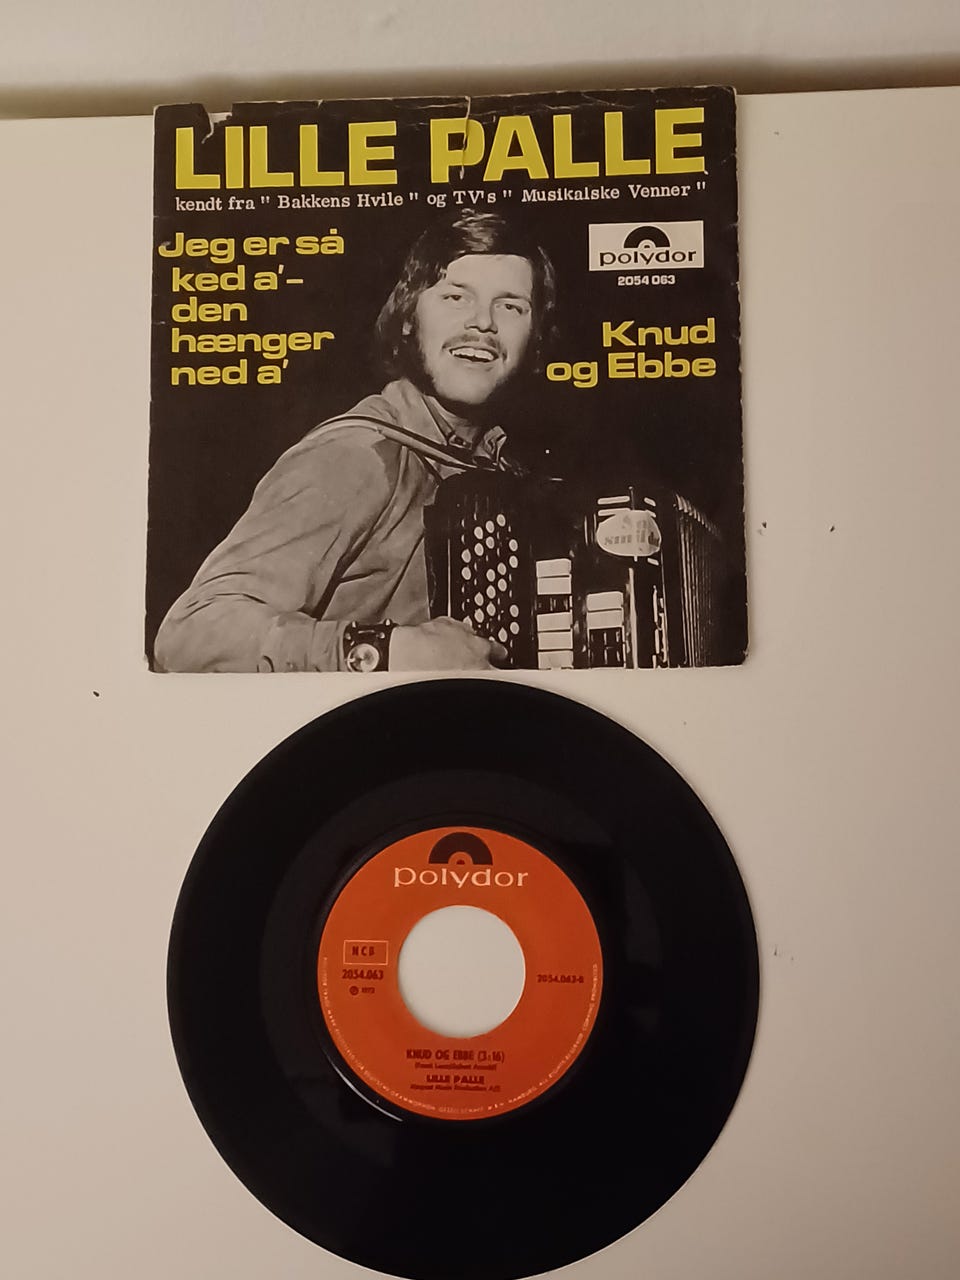 LILLE PALLE
kendt fra " Bakkens Hvile " og TV's " Musikalske Venner "
Jeg er så
ked a'-
den
hænger
ned a'
polydor
2054 063
Knud
og Ebbe
polydor
NCB
2054.063
2054.063-B
℗ 1972
KNUD OG EBBE (3:16)
LILLE PALLE